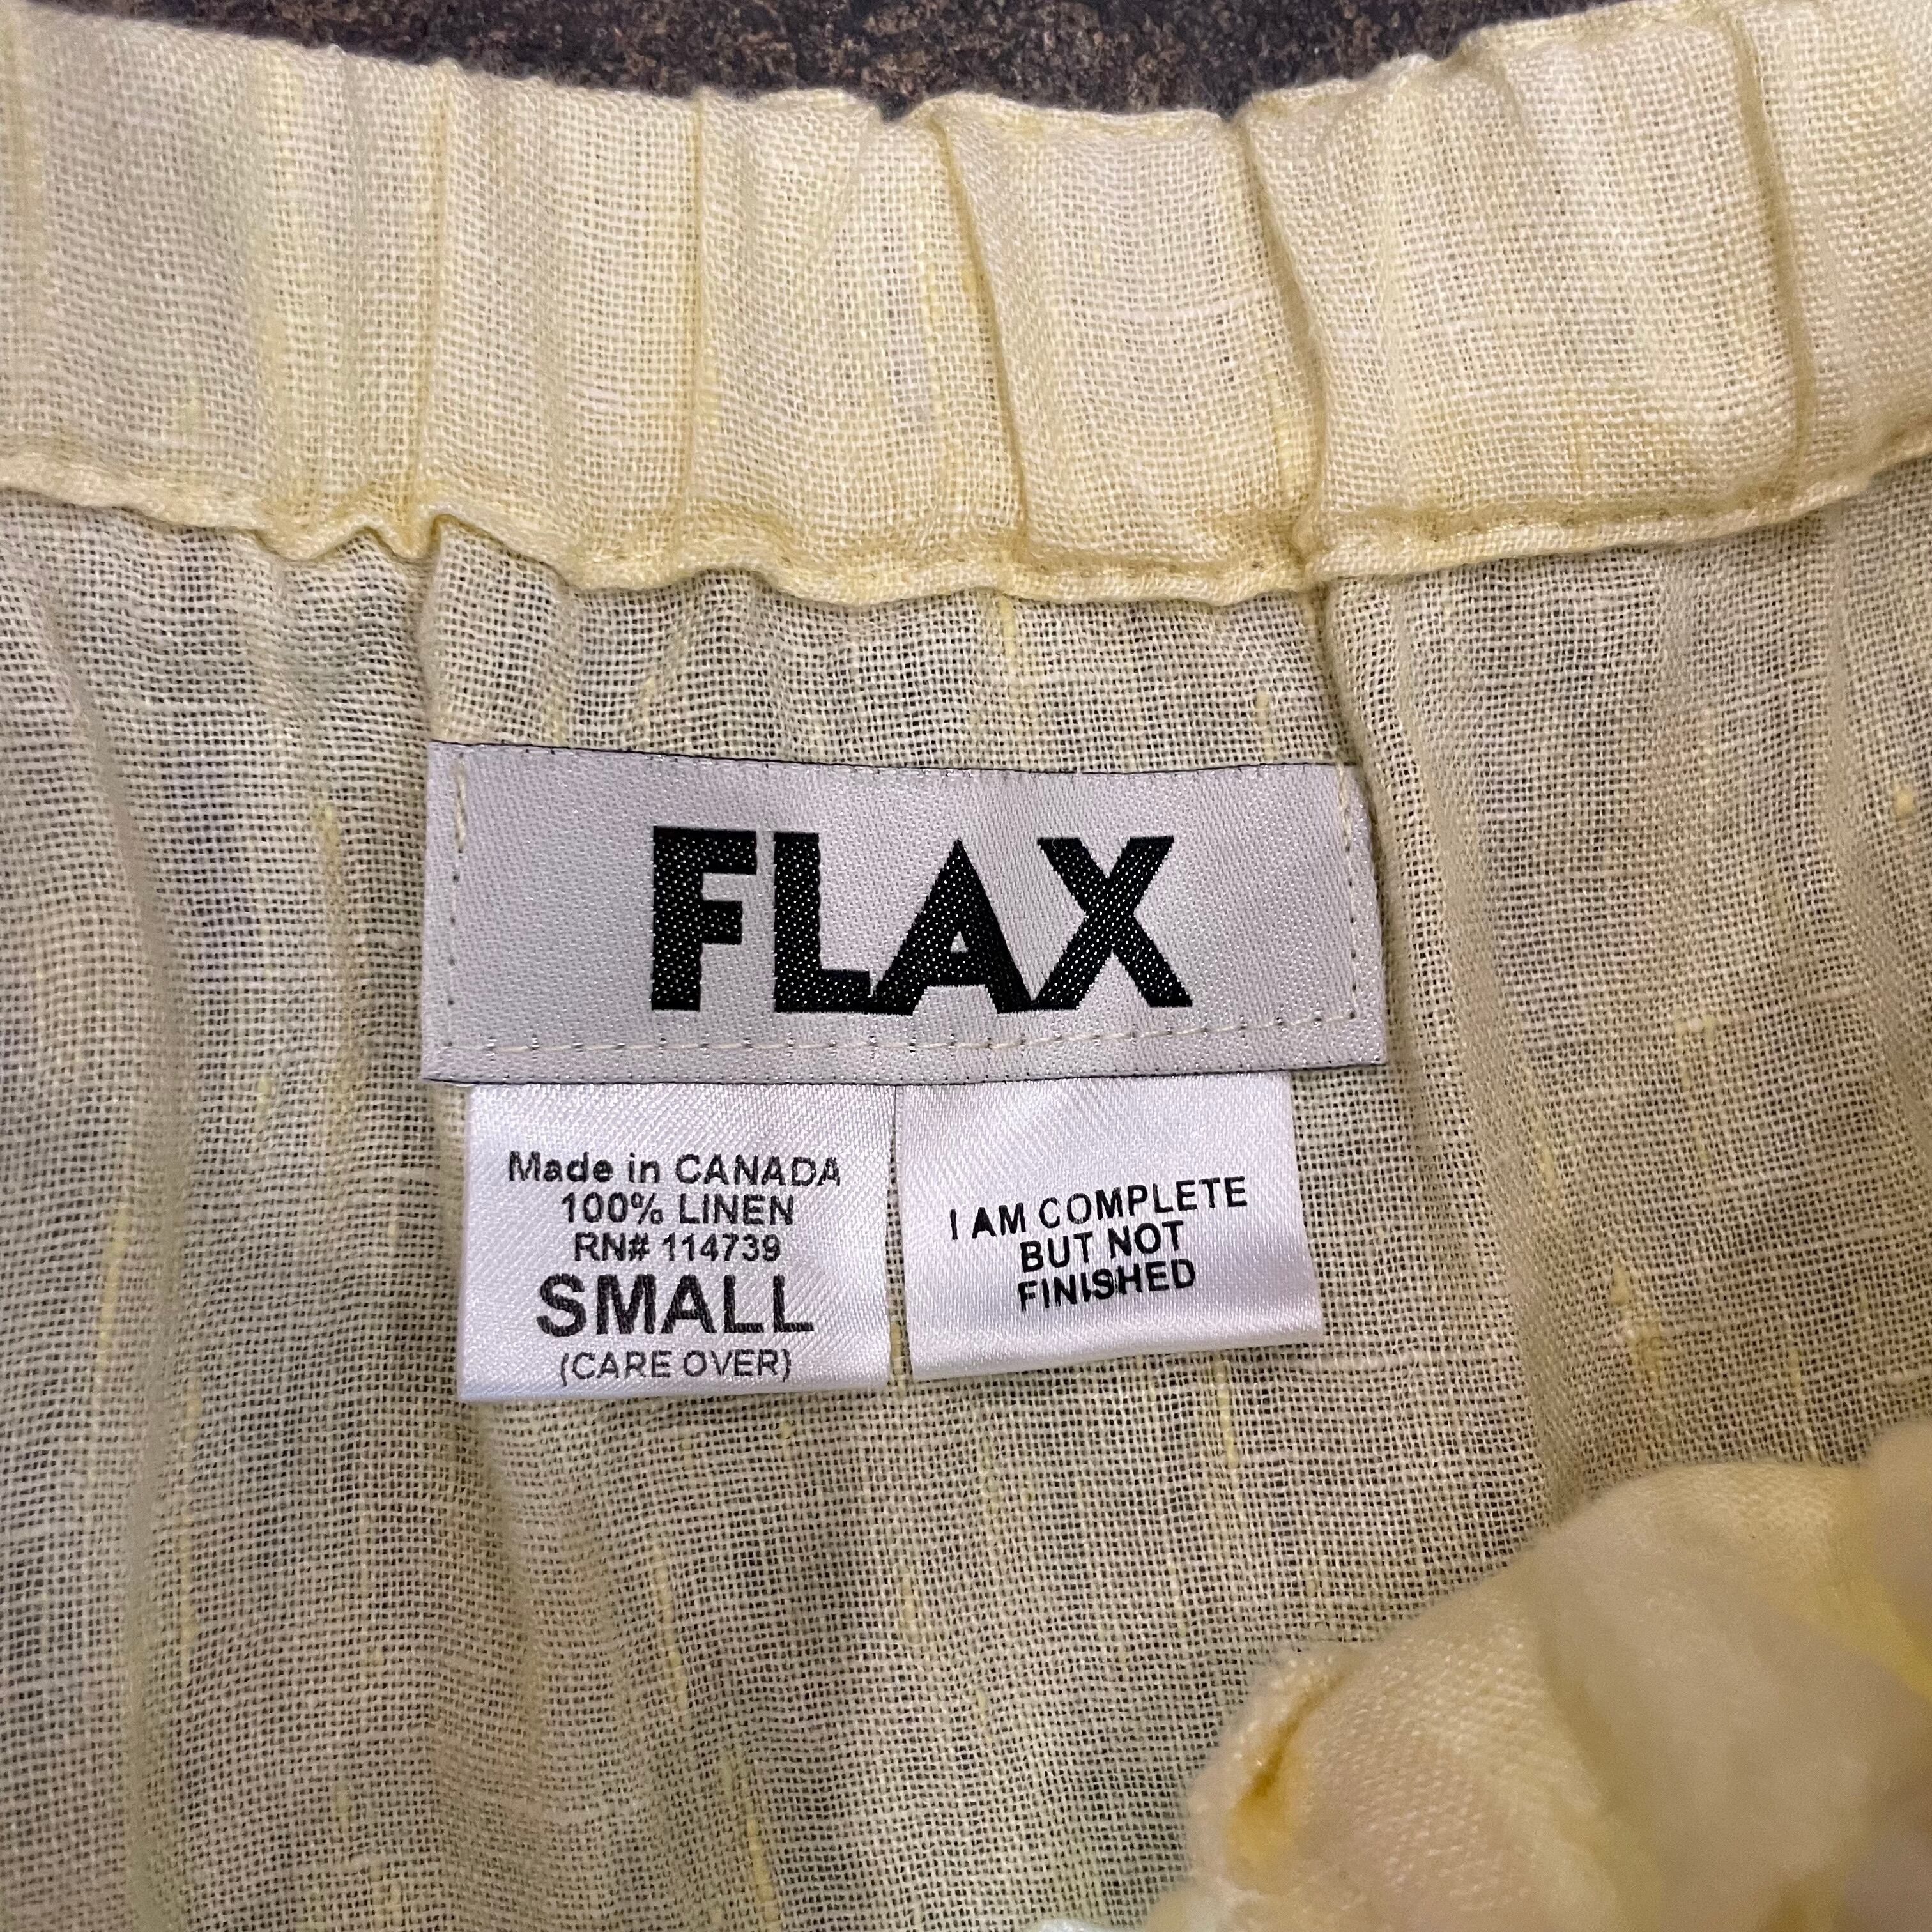 FLAX
Made in CANADA
100% LINEN
RN# 114739
SMALL
(CARE OVER)
I AM COMPLETE
BUT NOT
FINISHED